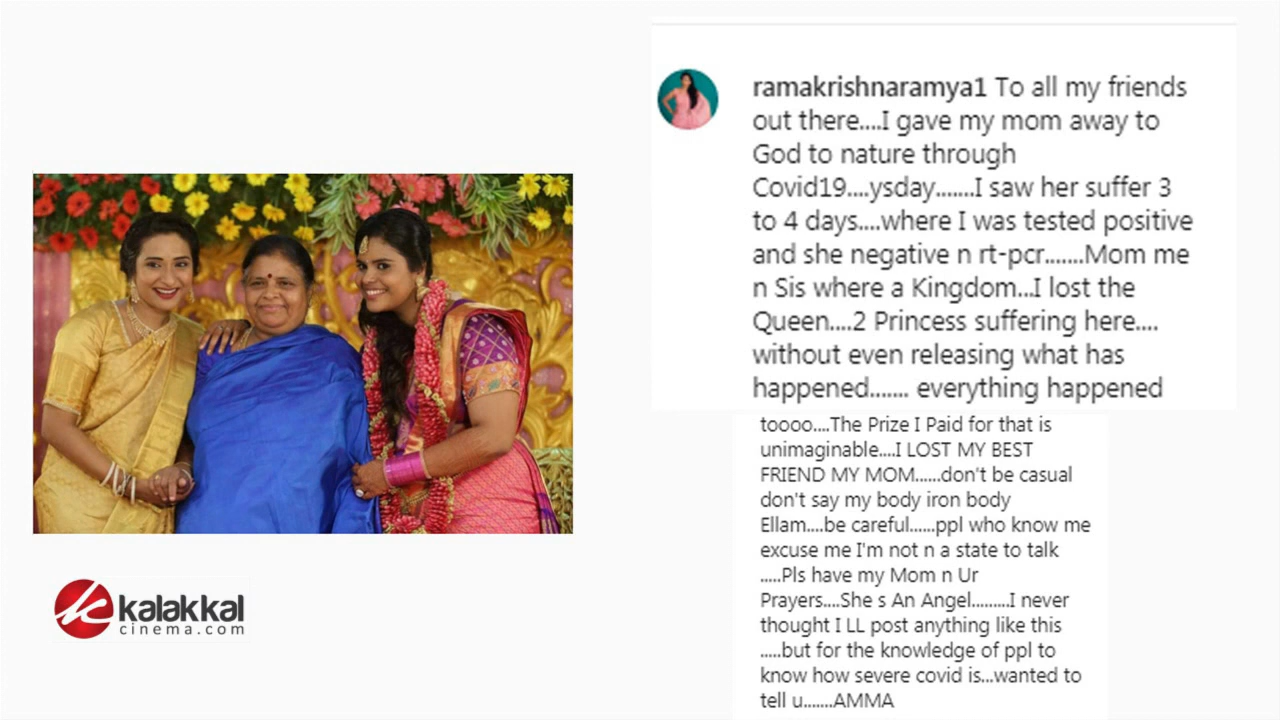 ramakrishnaramya1 To all my friends
out there....I gave my mom away to
God to nature through
Covid19....ysday.......I saw her suffer 3
to 4 days....where I was tested positive
and she negative n rt-pcr.......Mom me
n Sis where a Kingdom...I lost the
Queen....2 Princess suffering here....
without even releasing what has
happened....... everything happened
toooo....The Prize I Paid for that is
unimaginable....I LOST MY BEST
FRIEND MY MOM......don't be casual
don't say my body iron body
Ellam....be careful......ppl who know me
excuse me I'm not n a state to talk
.....Pls have my Mom n Ur
Prayers....She s An Angel.........I never
thought I LL post anything like this
.....but for the knowledge of ppl to
know how severe covid is...wanted to
tell u.......AMMA
kalakkal
cinema.com